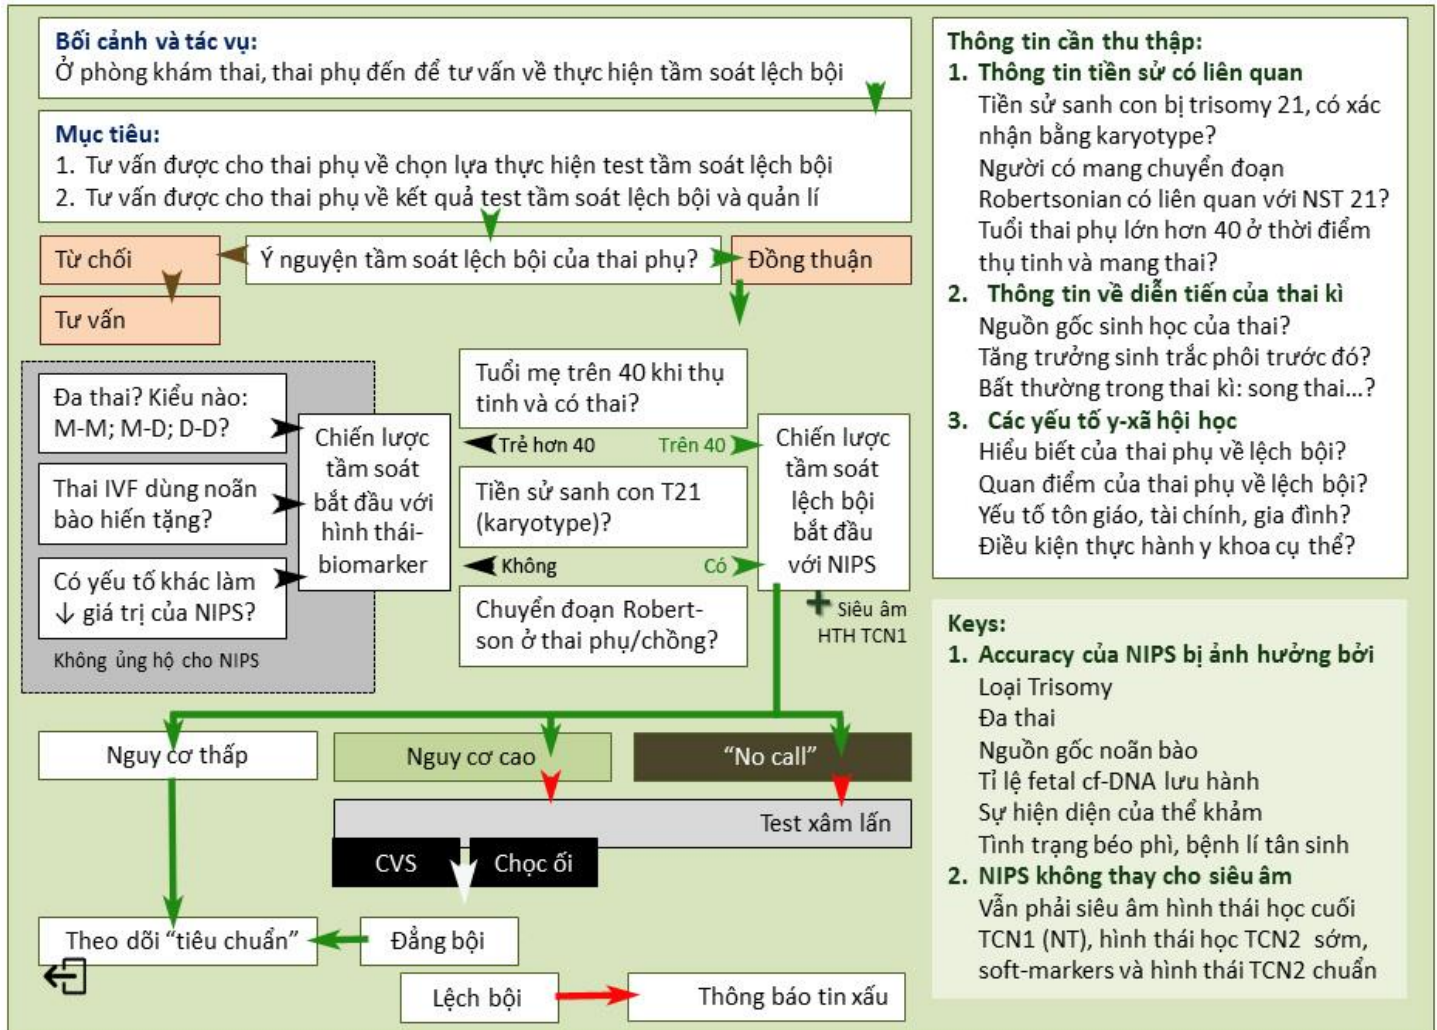 Bối cảnh và tác vụ:
Ở phòng khám thai, thai phụ đến để tư vấn về thực hiện tầm soát lệch bội
Mục tiêu:
1. Tư vấn được cho thai phụ về chọn lựa thực hiện test tầm soát lệch bội
2. Tư vấn được cho thai phụ về kết quả test tầm soát lệch bội và quản lí
Từ chối
Ý nguyện tầm soát lệch bội của thai phụ?
Đồng thuận
Tư vấn
Đa thai? Kiểu nào:
M-M; M-D; D-D?
Thai IVF dùng noãn
bào hiến tặng?
Có yếu tố khác làm
↓ giá trị của NIPS?
Không ủng hộ cho NIPS
Chiến lược
tầm soát
bắt đầu với
hình thái-
biomarker
Tuổi mẹ trên 40 khi thụ
tinh và có thai?
Trẻ hơn 40
Trên 40
Tiền sử sanh con T21
(karyotype)?
Không
Có
Chuyển đoạn Robert-
son ở thai phụ/chồng?
Chiến lược
tầm soát
lệch bội
bắt đầu
với NIPS
+ Siêu âm
HTH TCN1
Nguy cơ thấp
Nguy cơ cao
“No call”
Test xâm lấn
CVS
Chọc ối
Theo dõi “tiêu chuẩn”
Đẳng bội
Lệch bội
Thông báo tin xấu
Thông tin cần thu thập:
1. Thông tin tiền sử có liên quan
Tiền sử sanh con bị trisomy 21, có xác
nhận bằng karyotype?
Người có mang chuyển đoạn
Robertsonian có liên quan với NST 21?
Tuổi thai phụ lớn hơn 40 ở thời điểm
thụ tinh và mang thai?
2. Thông tin về diễn tiến của thai kì
Nguồn gốc sinh học của thai?
Tăng trưởng sinh trắc phôi trước đó?
Bất thường trong thai kì: song thai...?
3. Các yếu tố y-xã hội học
Hiểu biết của thai phụ về lệch bội?
Quan điểm của thai phụ về lệch bội?
Yếu tố tôn giáo, tài chính, gia đình?
Điều kiện thực hành y khoa cụ thể?
Keys:
1. Accuracy của NIPS bị ảnh hưởng bởi
Loại Trisomy
Đa thai
Nguồn gốc noãn bào
Tỉ lệ fetal cf-DNA lưu hành
Sự hiện diện của thể khảm
Tình trạng béo phì, bệnh lí tân sinh
2. NIPS không thay cho siêu âm
Vẫn phải siêu âm hình thái học cuối
TCN1 (NT), hình thái học TCN2 sớm,
soft-markers và hình thái TCN2 chuẩn